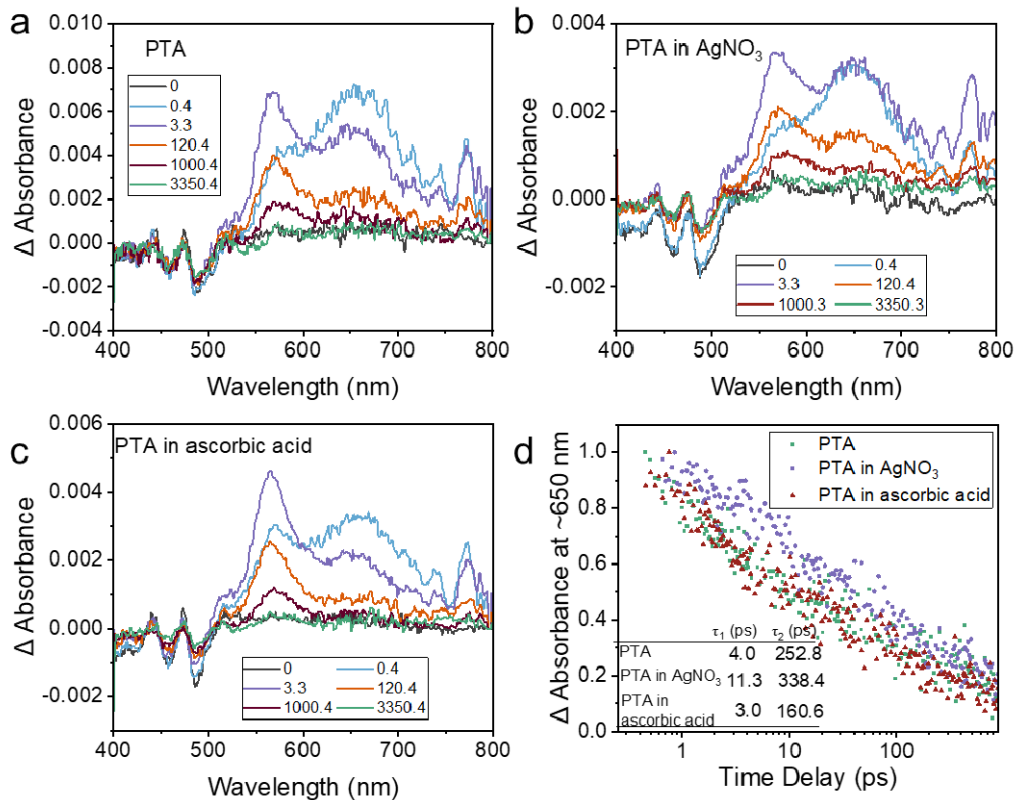 a
PTA
0
0.4
3.3
120.4
1000.4
3350.4
0.010
0.008
0.006
0.004
0.002
0.000
-0.002
-0.004
Δ Absorbance
400 500 600 700 800
Wavelength (nm)
b
PTA in AgNO₃
0.004
0.002
0.000
-0.002
Δ Absorbance
0 0.4
3.3 120.4
1000.3 3350.3
400 500 600 700 800
Wavelength (nm)
c
PTA in ascorbic acid
0.006
0.004
0.002
0.000
-0.002
Δ Absorbance
0 0.4
3.3 120.4
1000.4 3350.4
400 500 600 700 800
Wavelength (nm)
d
PTA
PTA in AgNO₃
PTA in ascorbic acid
1.0
0.8
0.6
0.4
0.2
0.0
Δ Absorbance at ~650 nm
τ₁ (ps) τ₂ (ps)
PTA 4.0 252.8
PTA in AgNO₃ 11.3 338.4
PTA in
ascorbic acid 3.0 160.6
1 10 100
Time Delay (ps)